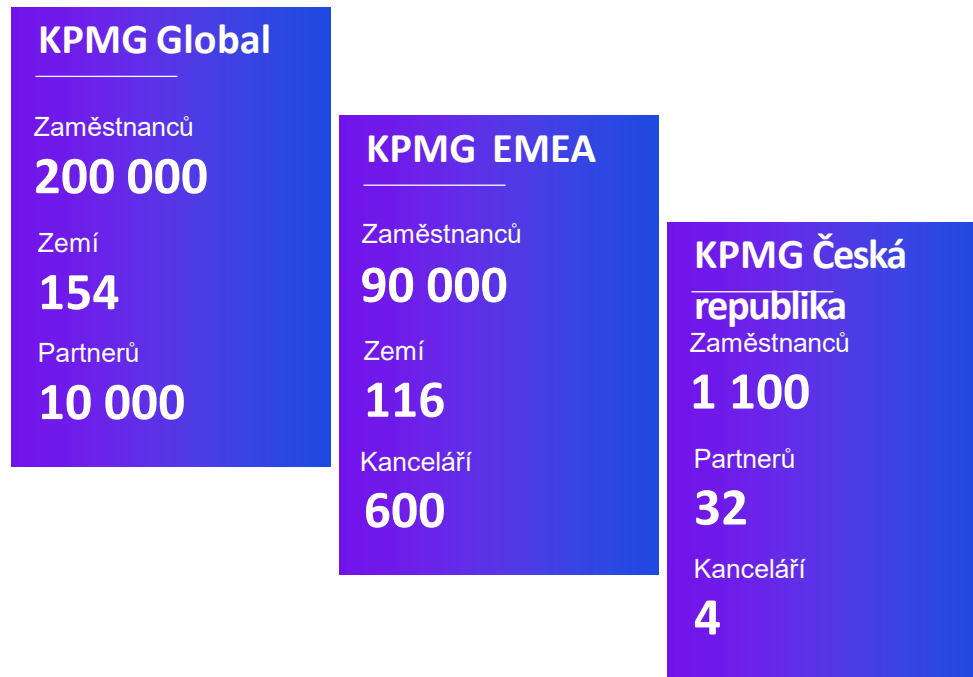 KPMG Global
Zaměstnanců
200 000
Zemí
154
Partnerů
10 000
KPMG EMEA
Zaměstnanců
90 000
Zemí
116
Kanceláří
600
KPMG Česká
republika
Zaměstnanců
1 100
Partnerů
32
Kanceláří
4